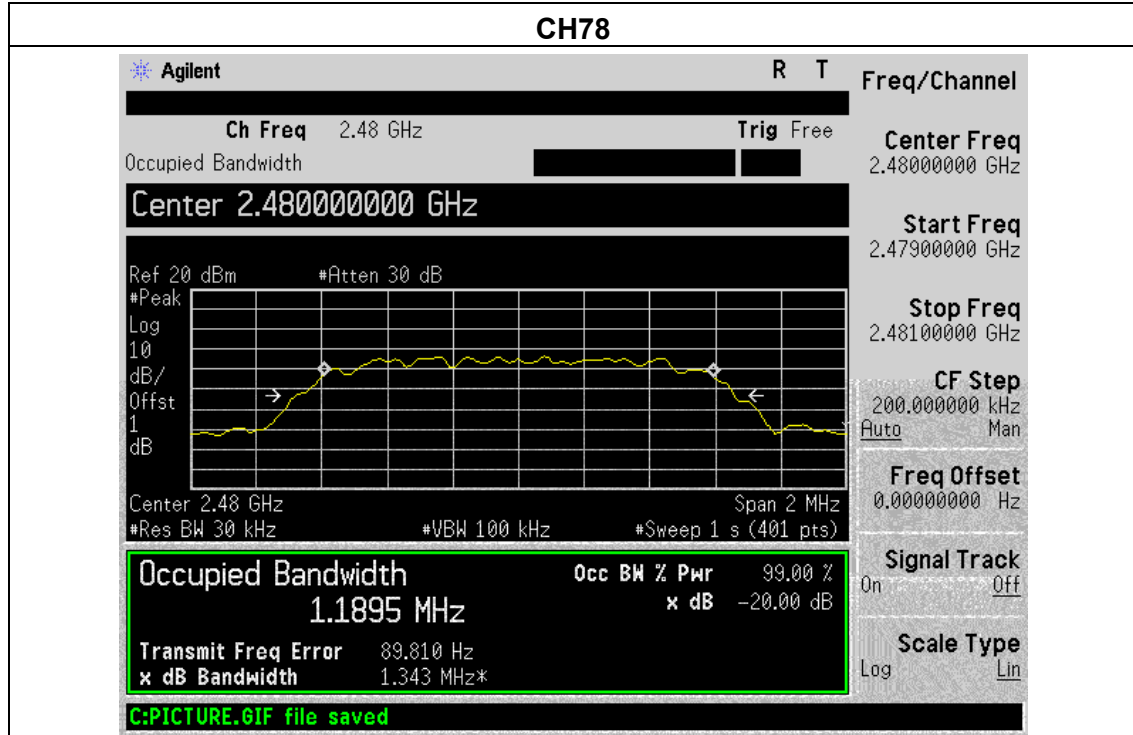 CH78
Agilent R T
Ch Freq 2.48 GHz Trig Free
Occupied Bandwidth
Center 2.480000000 GHz
Ref 20 dBm #Atten 30 dB
#Peak
Log
10
dB/
Offst
1
dB
Center 2.48 GHz Span 2 MHz
#Res BW 30 kHz #VBW 100 kHz #Sweep 1 s (401 pts)
Occupied Bandwidth Occ BW % Pwr 99.00 %
1.1895 MHz x dB -20.00 dB
Transmit Freq Error 89.810 Hz
x dB Bandwidth 1.343 MHz*
C:PICTURE.GIF file saved
Freq/Channel
Center Freq
2.48000000 GHz
Start Freq
2.47900000 GHz
Stop Freq
2.48100000 GHz
CF Step
200.000000 kHz
Auto Man
Freq Offset
0.00000000 Hz
Signal Track
On Off
Scale Type
Log Lin